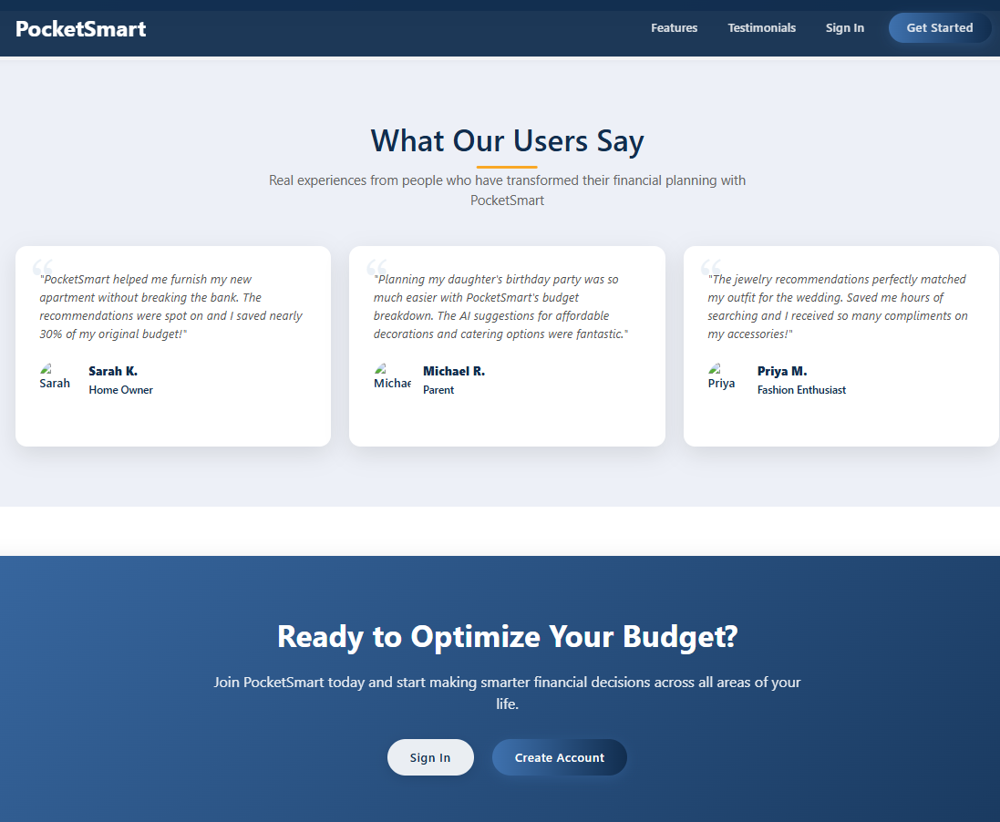 PocketSmart
Features
Testimonials
Sign In
Get Started
What Our Users Say
Real experiences from people who have transformed their financial planning with
PocketSmart
“
"PocketSmart helped me furnish my new
apartment without breaking the bank. The
recommendations were spot on and I saved nearly
30% of my original budget!"
Sarah
Sarah K.
Home Owner
“
"Planning my daughter's birthday party was so
much easier with PocketSmart's budget
breakdown. The AI suggestions for affordable
decorations and catering options were fantastic."
Michae
Michael R.
Parent
“
"The jewelry recommendations perfectly matched
my outfit for the wedding. Saved me hours of
searching and I received so many compliments on
my accessories!"
Priya
Priya M.
Fashion Enthusiast
Ready to Optimize Your Budget?
Join PocketSmart today and start making smarter financial decisions across all areas of your
life.
Sign In
Create Account